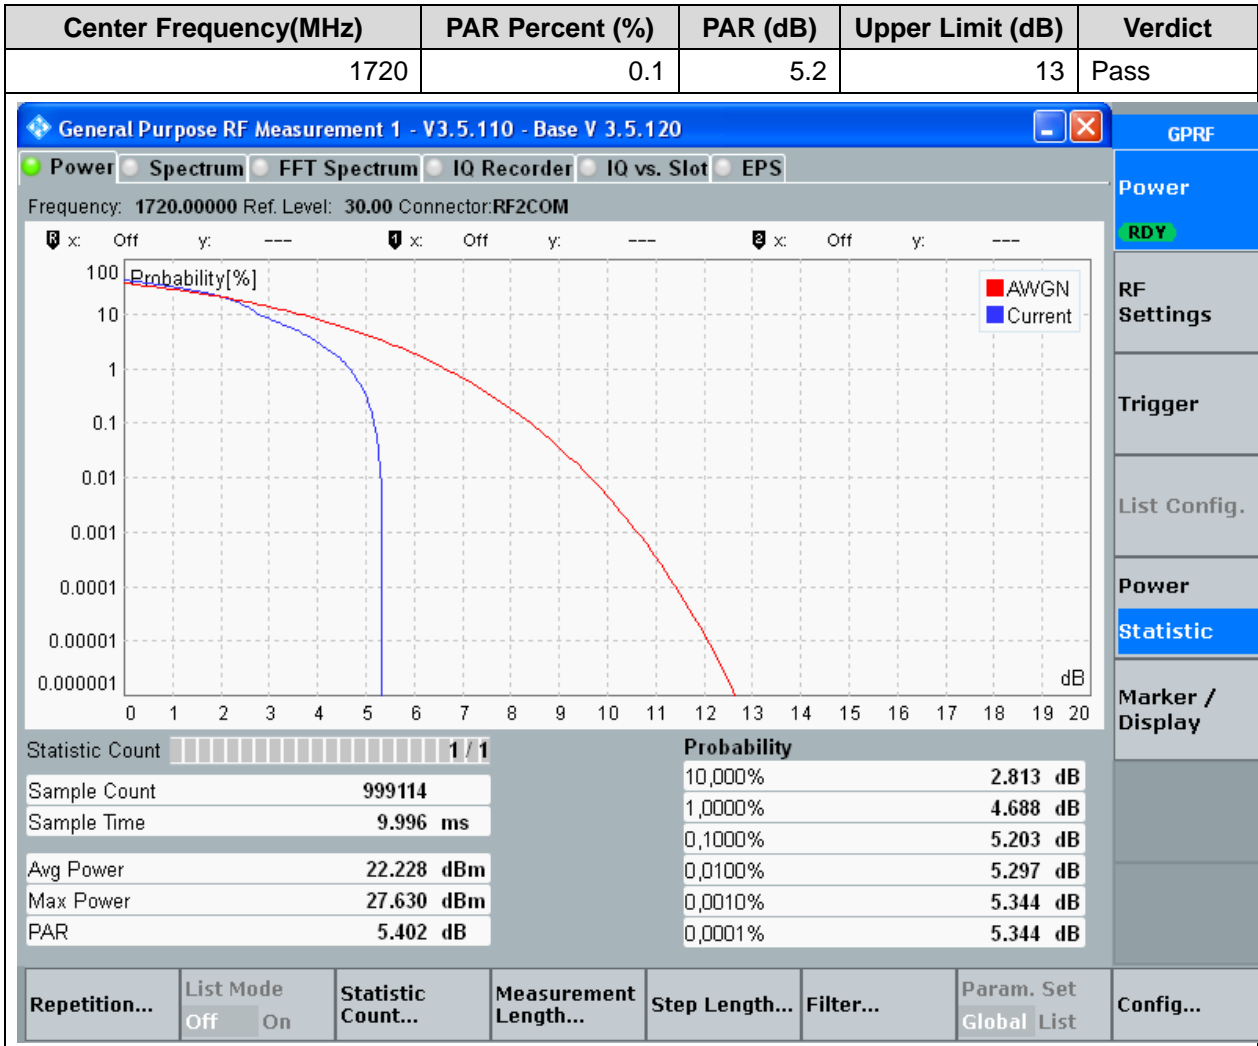 Center Frequency(MHz) PAR Percent (%) PAR (dB) Upper Limit (dB) Verdict
1720 0.1 5.2 13 Pass
General Purpose RF Measurement 1 - V3.5.110 - Base V 3.5.120
GPRF
Power Spectrum FFT Spectrum IQ Recorder IQ vs. Slot EPS
Frequency: 1720.00000 Ref. Level: 30.00 Connector:RF2COM
R x: Off y: --- 1 x: Off y: --- 2 x: Off y: ---
Probability[%]
AWGN
Current
100
10
1
0.1
0.01
0.001
0.0001
0.00001
0.000001
dB
0 1 2 3 4 5 6 7 8 9 10 11 12 13 14 15 16 17 18 19 20
Statistic Count 1 / 1
Sample Count 999114
Sample Time 9.996 ms
Avg Power 22.228 dBm
Max Power 27.630 dBm
PAR 5.402 dB
Probability
10,000% 2.813 dB
1,0000% 4.688 dB
0,1000% 5.203 dB
0,0100% 5.297 dB
0,0010% 5.344 dB
0,0001% 5.344 dB
Power
RDY
RF
Settings
Trigger
List Config.
Power
Statistic
Marker /
Display
Repetition...
List Mode
Off On
Statistic
Count...
Measurement
Length...
Step Length...
Filter...
Param. Set
Global List
Config...